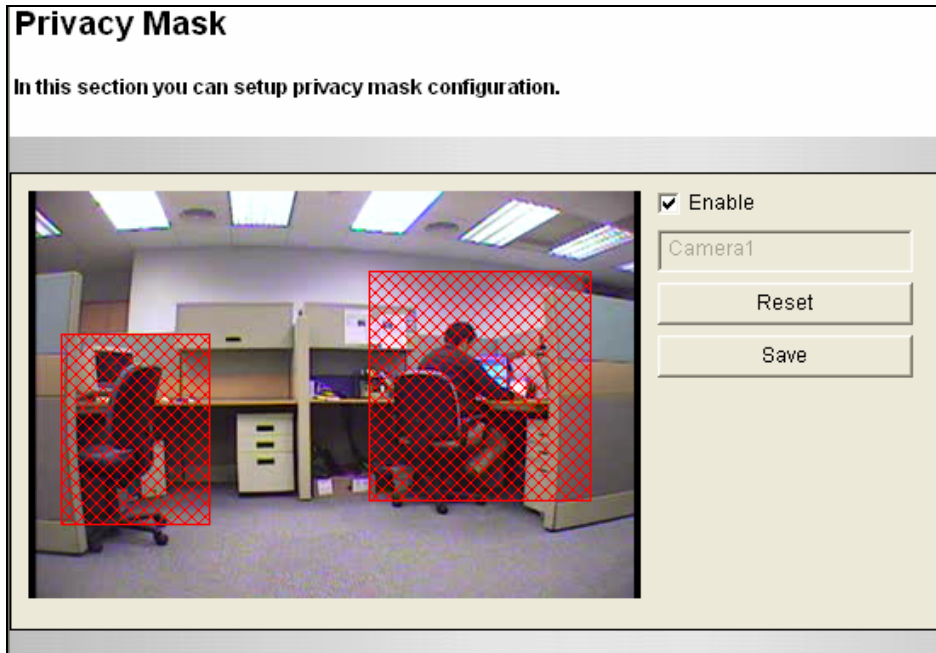 Privacy Mask
In this section you can setup privacy mask configuration.
Enable
Camera1
Reset
Save